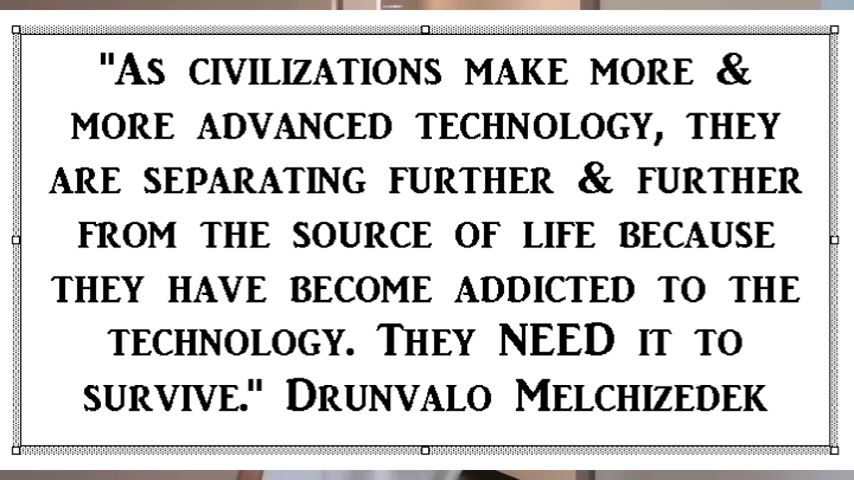 "As civilizations make more &
more advanced technology, they
are separating further & further
from the source of life because
they have become addicted to the
technology. They NEED it to
survive." Drunvalo Melchizedek